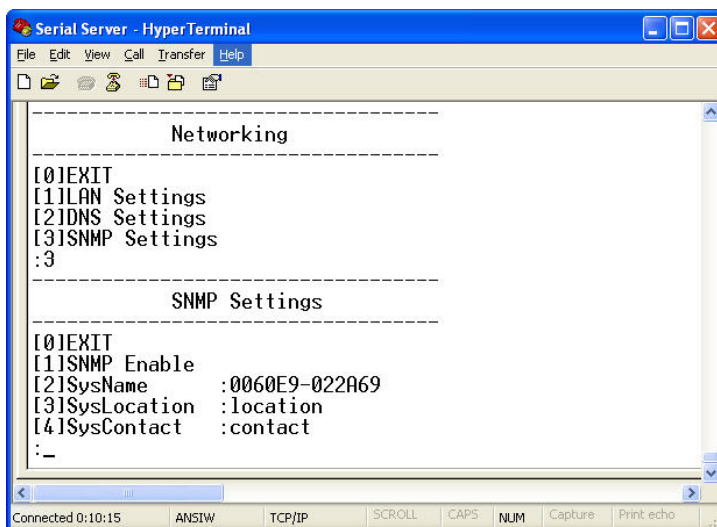 Serial Server - HyperTerminal
File Edit View Call Transfer Help
----------------------------------
Networking
----------------------------------
[0]EXIT
[1]LAN Settings
[2]DNS Settings
[3]SNMP Settings
:3
----------------------------------
SNMP Settings
----------------------------------
[0]EXIT
[1]SNMP Enable
[2]SysName :0060E9-022A69
[3]SysLocation :location
[4]SysContact :contact
:_
Connected 0:10:15 ANSIW TCP/IP SCROLL CAPS NUM Capture Print echo